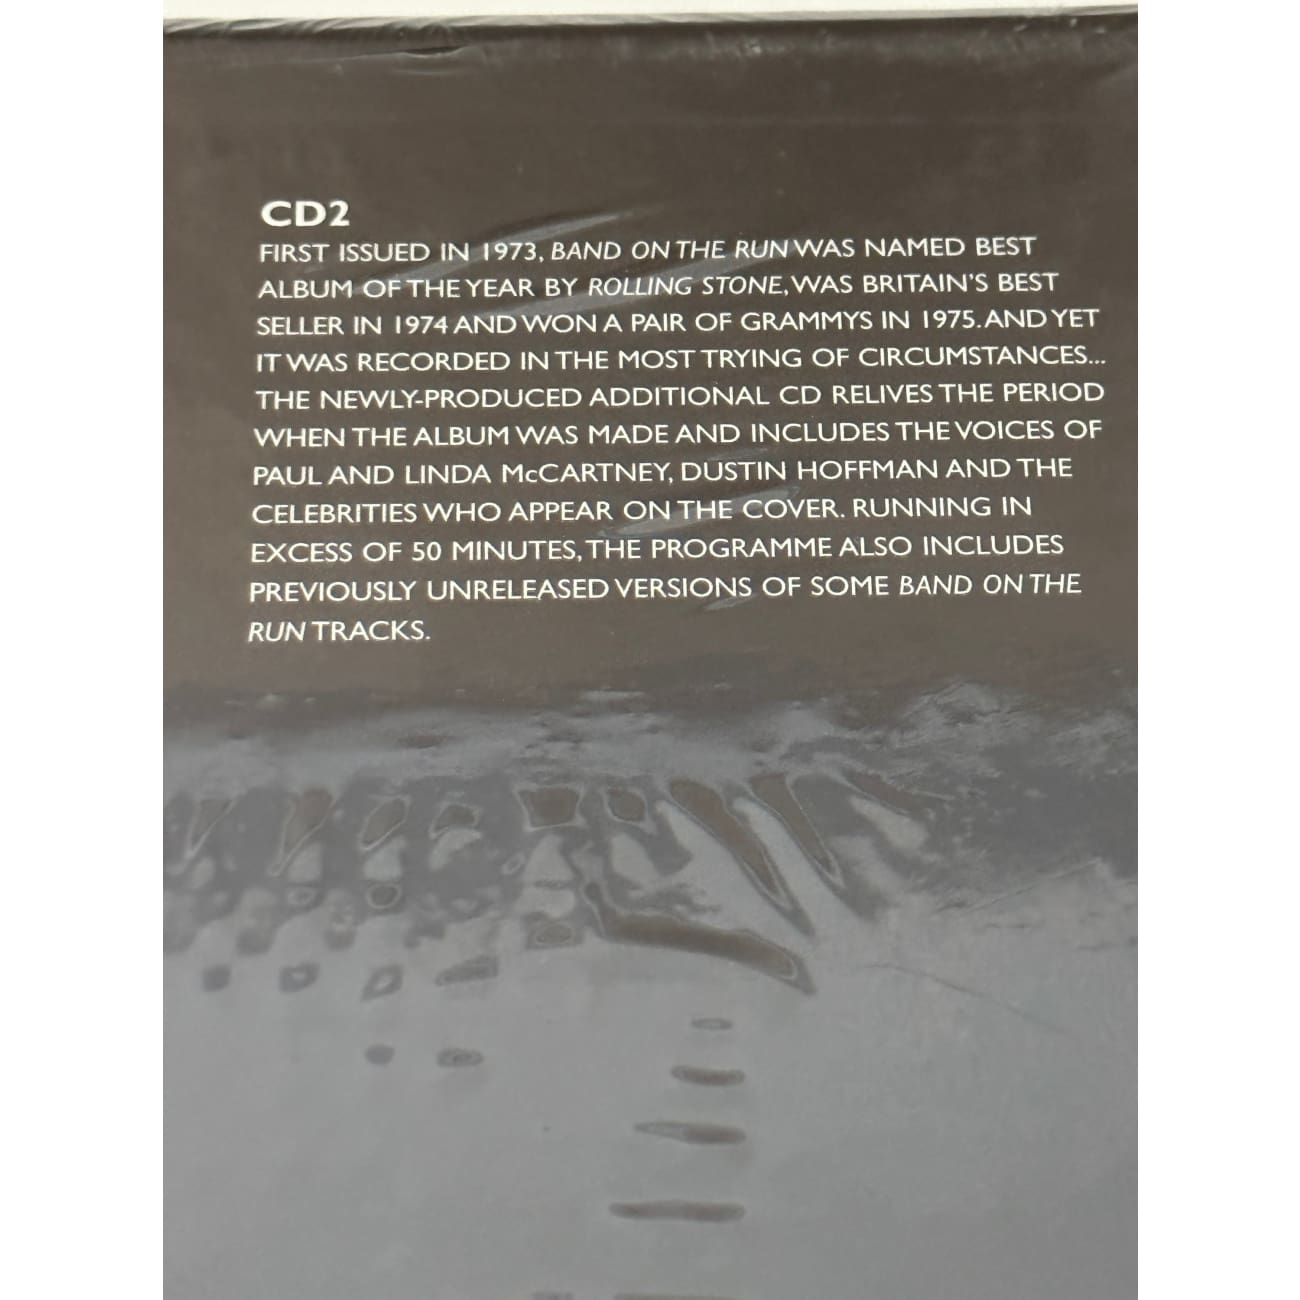 CD2
FIRST ISSUED IN 1973, BAND ON THE RUN WAS NAMED BEST
ALBUM OF THE YEAR BY ROLLING STONE, WAS BRITAIN'S BEST
SELLER IN 1974 AND WON A PAIR OF GRAMMYS IN 1975. AND YET
IT WAS RECORDED IN THE MOST TRYING OF CIRCUMSTANCES...
THE NEWLY-PRODUCED ADDITIONAL CD RELIVES THE PERIOD
WHEN THE ALBUM WAS MADE AND INCLUDES THE VOICES OF
PAUL AND LINDA McCARTNEY, DUSTIN HOFFMAN AND THE
CELEBRITIES WHO APPEAR ON THE COVER. RUNNING IN
EXCESS OF 50 MINUTES, THE PROGRAMME ALSO INCLUDES
PREVIOUSLY UNRELEASED VERSIONS OF SOME BAND ON THE
RUN TRACKS.